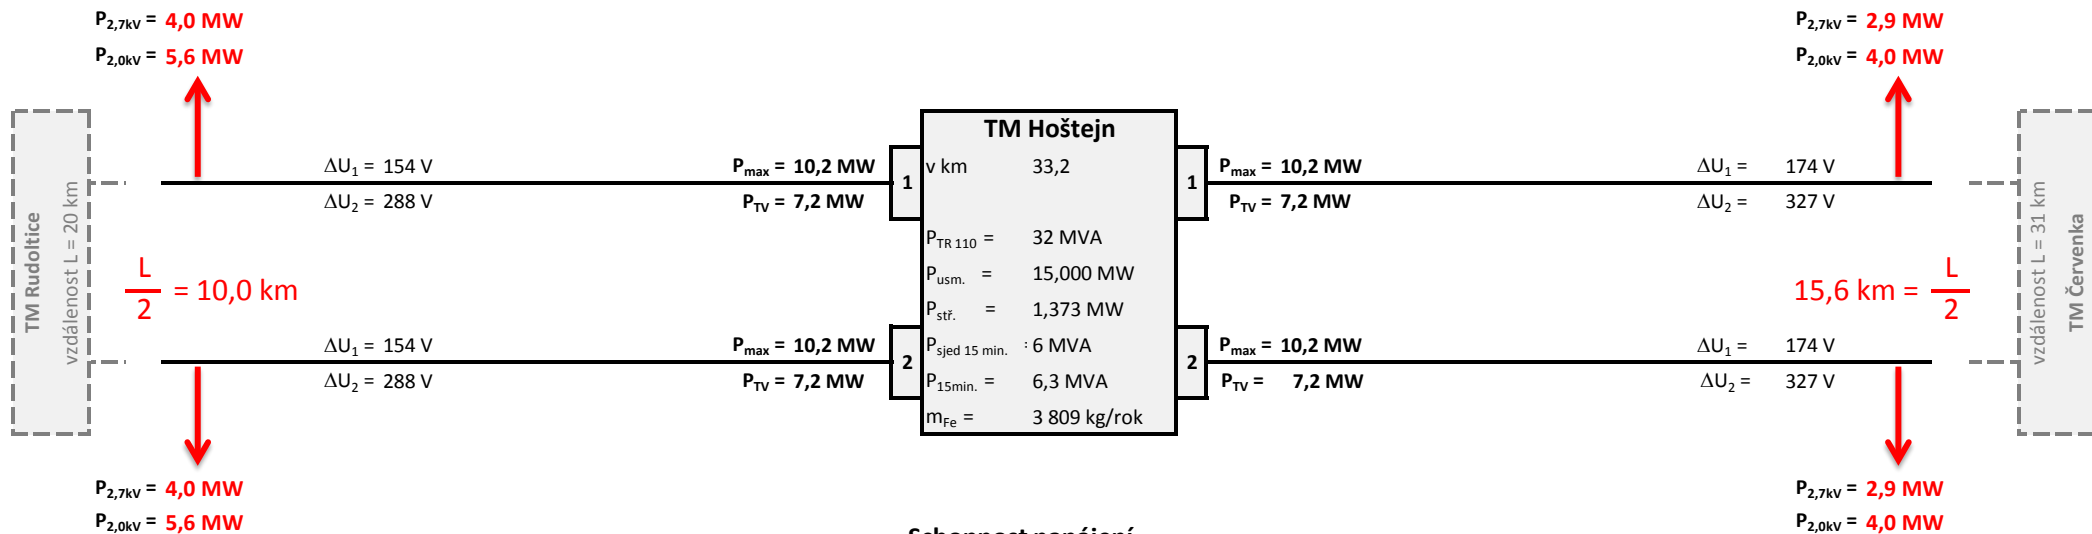 P2,7kV = 4,0 MW
P2,0kV = 5,6 MW
P2,7kV = 2,9 MW
P2,0kV = 4,0 MW
TM Rudoltice
vzdálenost L = 20 km
L/2 = 10,0 km
ΔU1 = 154 V
ΔU2 = 288 V
Pmax = 10,2 MW
PTV = 7,2 MW
1
ΔU1 = 154 V
ΔU2 = 288 V
Pmax = 10,2 MW
PTV = 7,2 MW
2
TM Hoštejn
v km 33,2
PTR 110 = 32 MVA
Pusm. = 15,000 MW
Pstř. = 1,373 MW
Psjed 15 min. : 6 MVA
P15min. = 6,3 MVA
mFe = 3 809 kg/rok
1
Pmax = 10,2 MW
PTV = 7,2 MW
ΔU1 = 174 V
ΔU2 = 327 V
2
Pmax = 10,2 MW
PTV = 7,2 MW
ΔU1 = 174 V
ΔU2 = 327 V
15,6 km = L/2
vzdálenost L = 31 km
TM Červenka
P2,7kV = 4,0 MW
P2,0kV = 5,6 MW
P2,7kV = 2,9 MW
P2,0kV = 4,0 MW